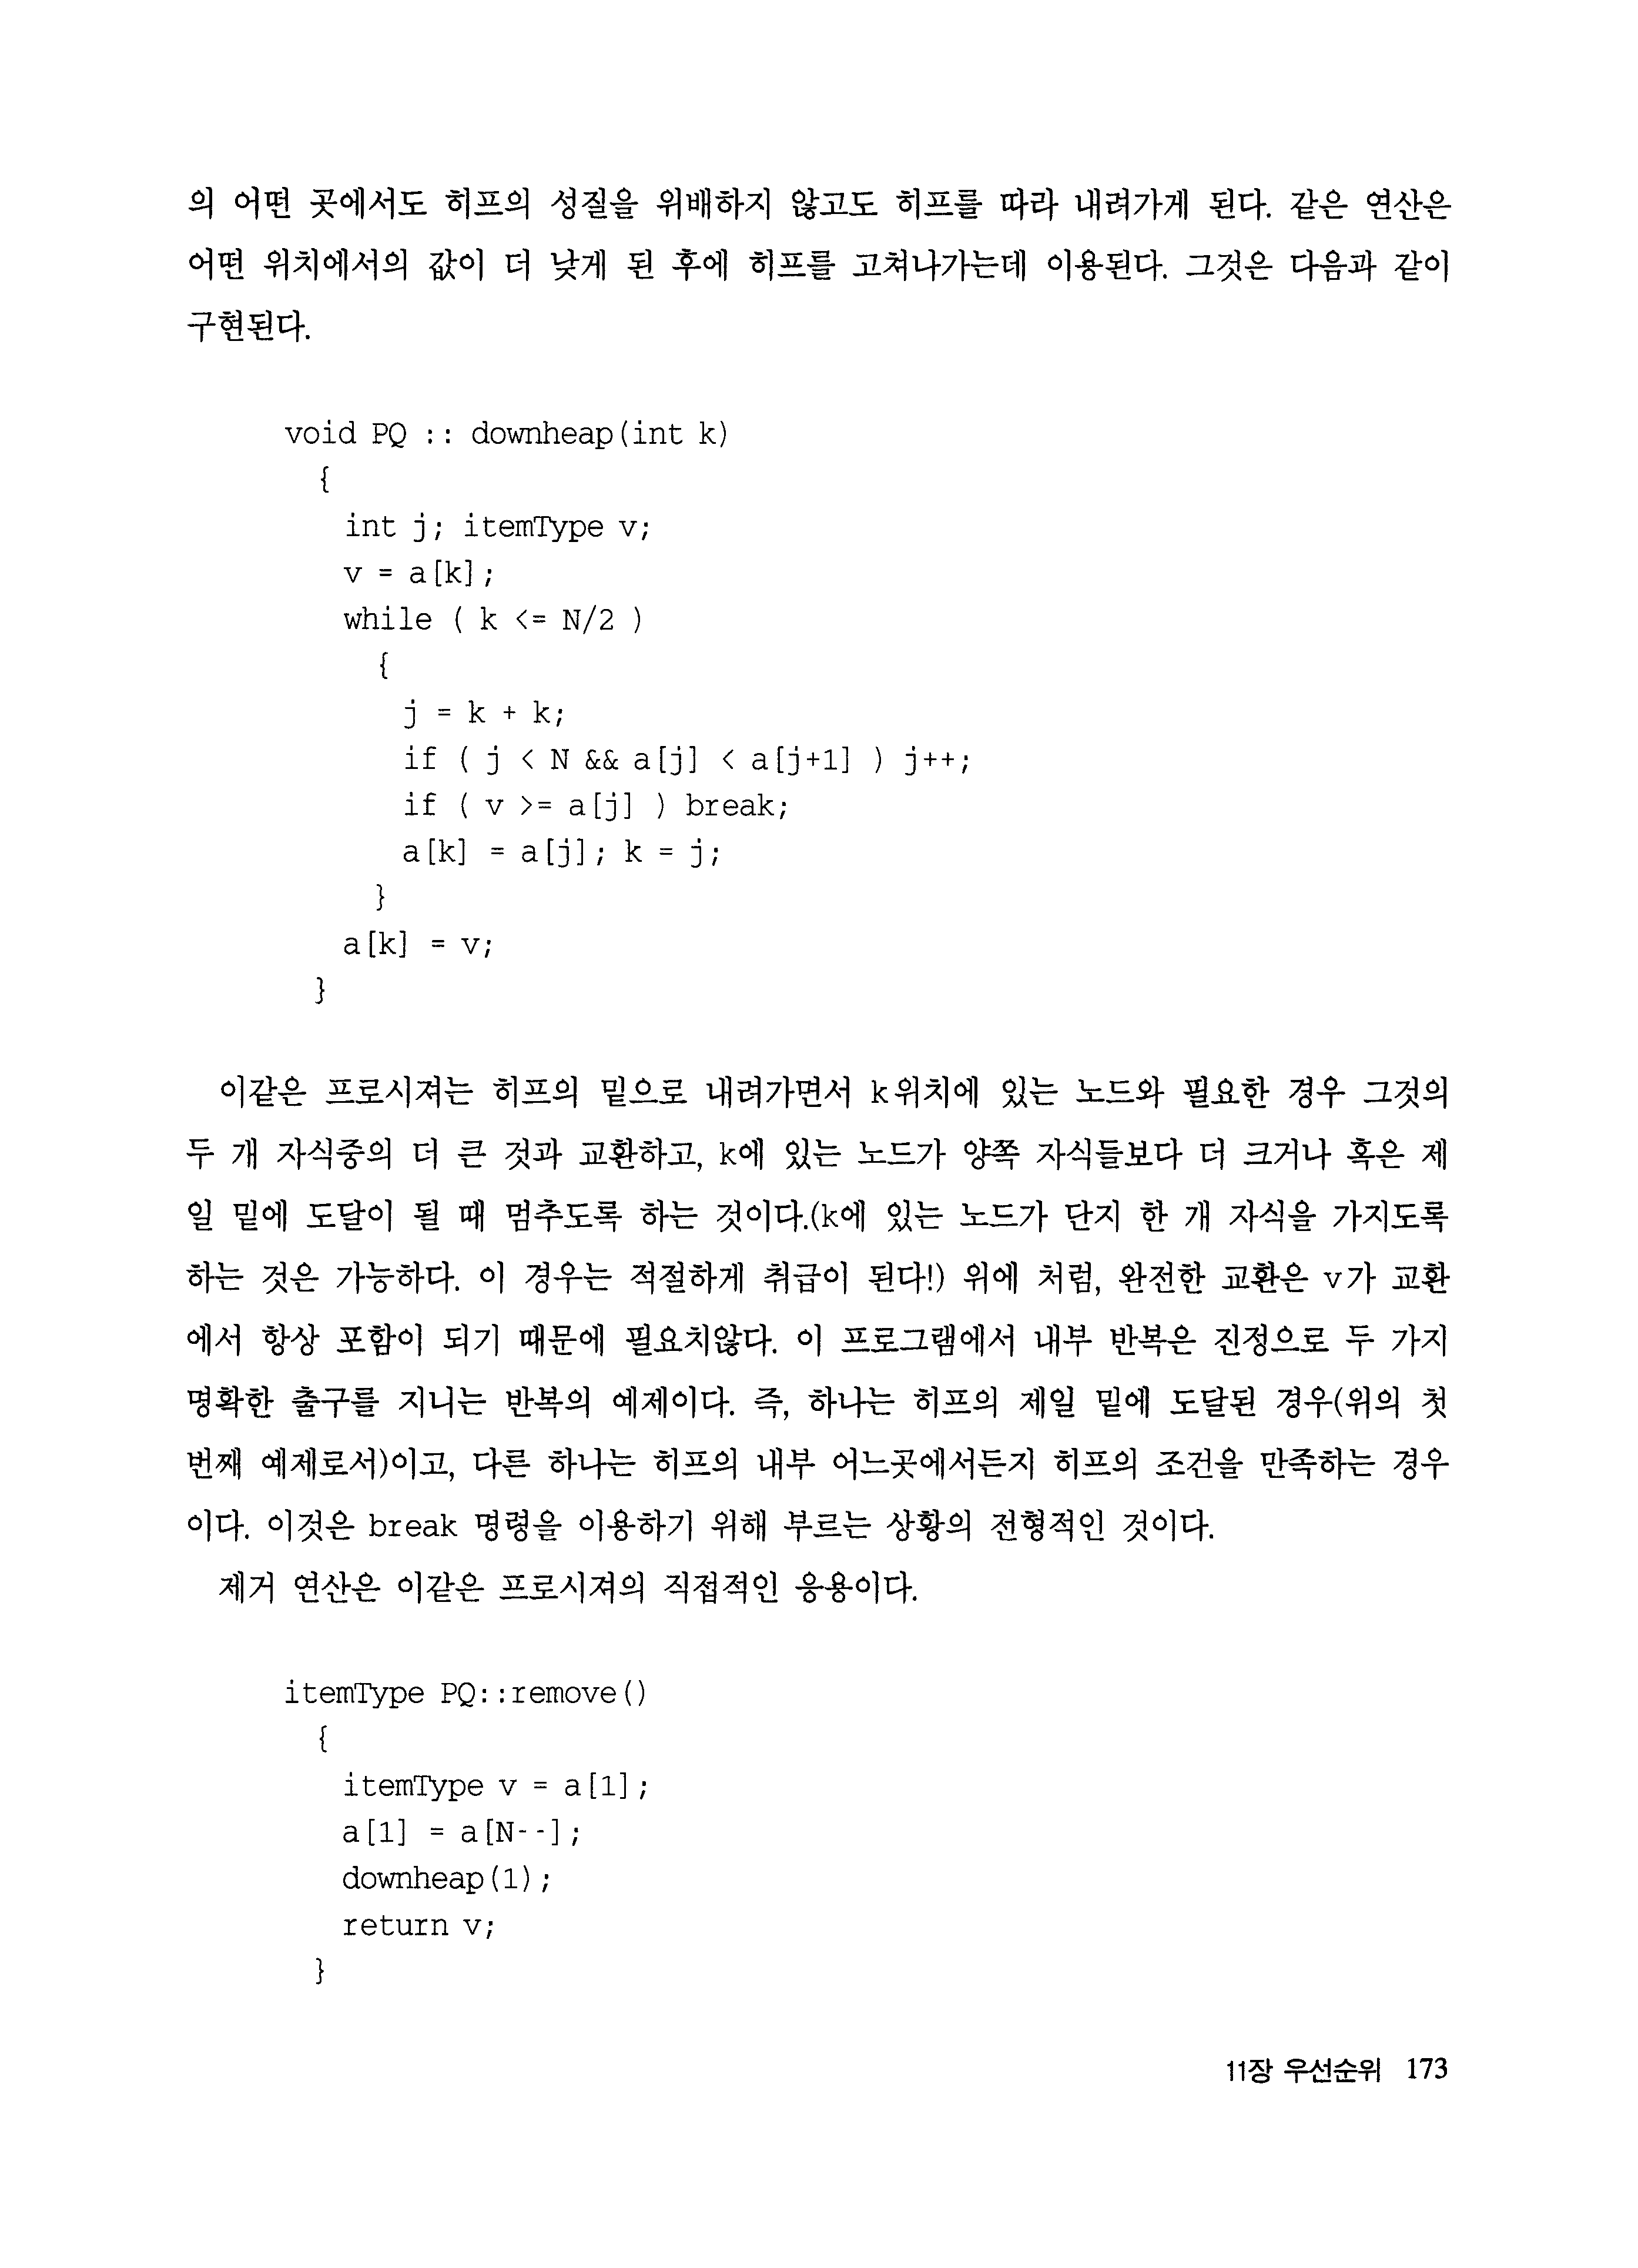 의 어떤 곳에서도 히프의 성질을 위배하지 않고도 히프를 따라 내려가게 된다. 같은 연산은
어떤 위치에서의 값이 더 낮게 된 후에 히프를 고쳐나가는데 이용된다. 그것은 다음과 같이
구현된다.
void PQ :: downheap(int k)
{
int j; itemType v;
v = a[k];
while ( k <= N/2 )
{
j = k + k;
if ( j < N && a[j] < a[j+1] ) j++;
if ( v >= a[j] ) break;
a[k] = a[j]; k = j;
}
a[k] = v;
}
이같은 프로시져는 히프의 밑으로 내려가면서 k위치에 있는 노드와 필요한 경우 그것의
두 개 자식중의 더 큰 것과 교환하고, k에 있는 노드가 양쪽 자식들보다 더 크거나 혹은 제
일 밑에 도달이 될 때 멈추도록 하는 것이다.(k에 있는 노드가 단지 한 개 자식을 가지도록
하는 것은 가능하다. 이 경우는 적절하게 취급이 된다!) 위에 처럼, 완전한 교환은 v가 교환
에서 항상 포함이 되기 때문에 필요치않다. 이 프로그램에서 내부 반복은 진정으로 두 가지
명확한 출구를 지니는 반복의 예제이다. 즉, 하나는 히프의 제일 밑에 도달된 경우(위의 첫
번째 예제로서)이고, 다른 하나는 히프의 내부 어느곳에서든지 히프의 조건을 만족하는 경우
이다. 이것은 break 명령을 이용하기 위해 부르는 상황의 전형적인 것이다.
제거 연산은 이같은 프로시져의 직접적인 응용이다.
itemType PQ::remove()
{
itemType v = a[1];
a[1] = a[N--];
downheap(1);
return v;
}
11장 우선순위 173